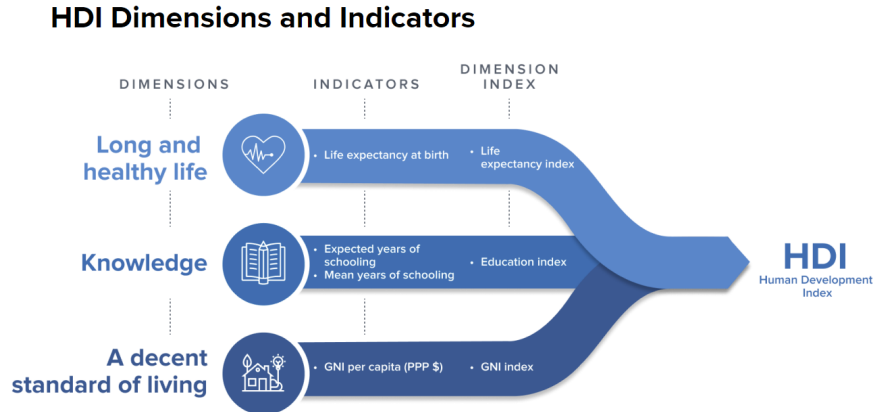 HDI Dimensions and Indicators
DIMENSIONS
INDICATORS
DIMENSION
INDEX
Long and
healthy life
• Life expectancy at birth
• Life
expectancy index
Knowledge
• Expected years of
schooling
• Mean years of schooling
• Education index
A decent
standard of living
• GNI per capita (PPP $)
• GNI index
HDI
Human Development
Index